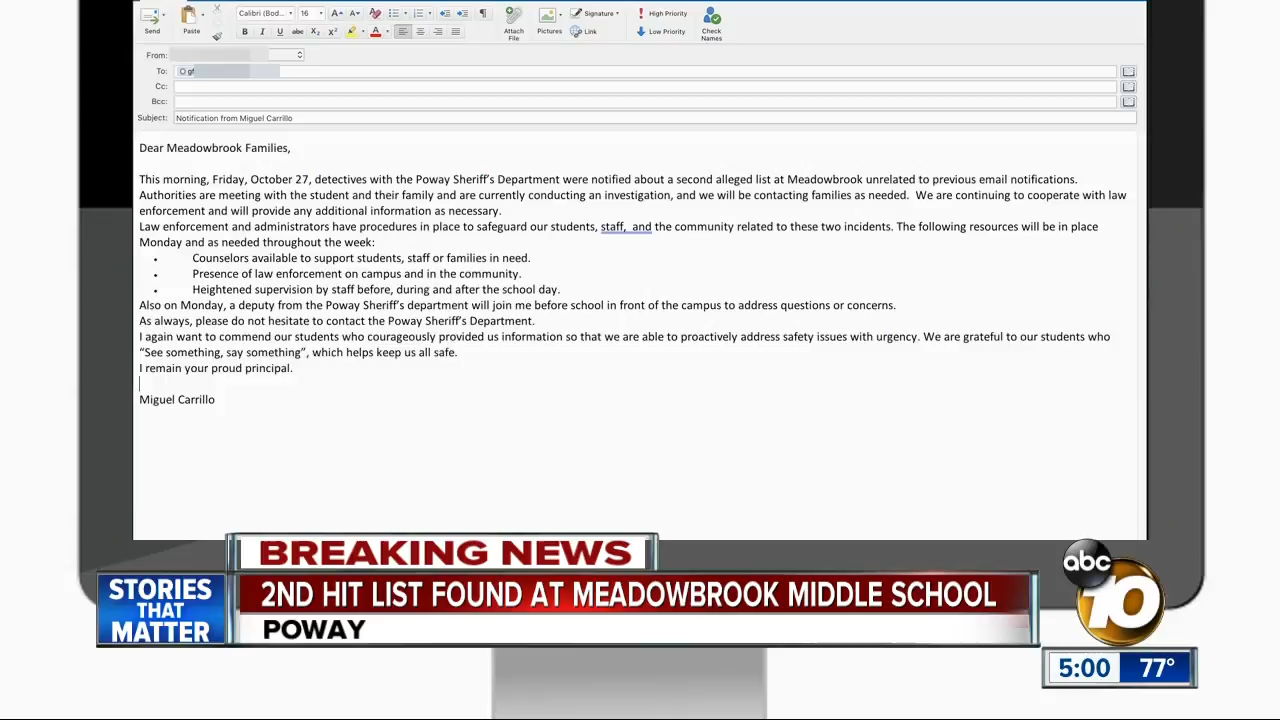 Calibri (Bod...
16
A
A
Signature
High Priority
Send
Paste
B I U abc X₂ X² A
Attach
File
Pictures
Link
Low Priority
Check
Names
From:
To: gf
Cc:
Bcc:
Subject: Notification from Miguel Carrillo
Dear Meadowbrook Families,
This morning, Friday, October 27, detectives with the Poway Sheriff's Department were notified about a second alleged list at Meadowbrook unrelated to previous email notifications.
Authorities are meeting with the student and their family and are currently conducting an investigation, and we will be contacting families as needed.  We are continuing to cooperate with law
enforcement and will provide any additional information as necessary.
Law enforcement and administrators have procedures in place to safeguard our students, staff,  and the community related to these two incidents. The following resources will be in place
Monday and as needed throughout the week:
• Counselors available to support students, staff or families in need.
• Presence of law enforcement on campus and in the community.
• Heightened supervision by staff before, during and after the school day.
Also on Monday, a deputy from the Poway Sheriff's department will join me before school in front of the campus to address questions or concerns.
As always, please do not hesitate to contact the Poway Sheriff's Department.
I again want to commend our students who courageously provided us information so that we are able to proactively address safety issues with urgency. We are grateful to our students who
“See something, say something”, which helps keep us all safe.
I remain your proud principal.
Miguel Carrillo
BREAKING NEWS
STORIES
THAT
MATTER
2ND HIT LIST FOUND AT MEADOWBROOK MIDDLE SCHOOL
POWAY
abc
10
5:00 77°